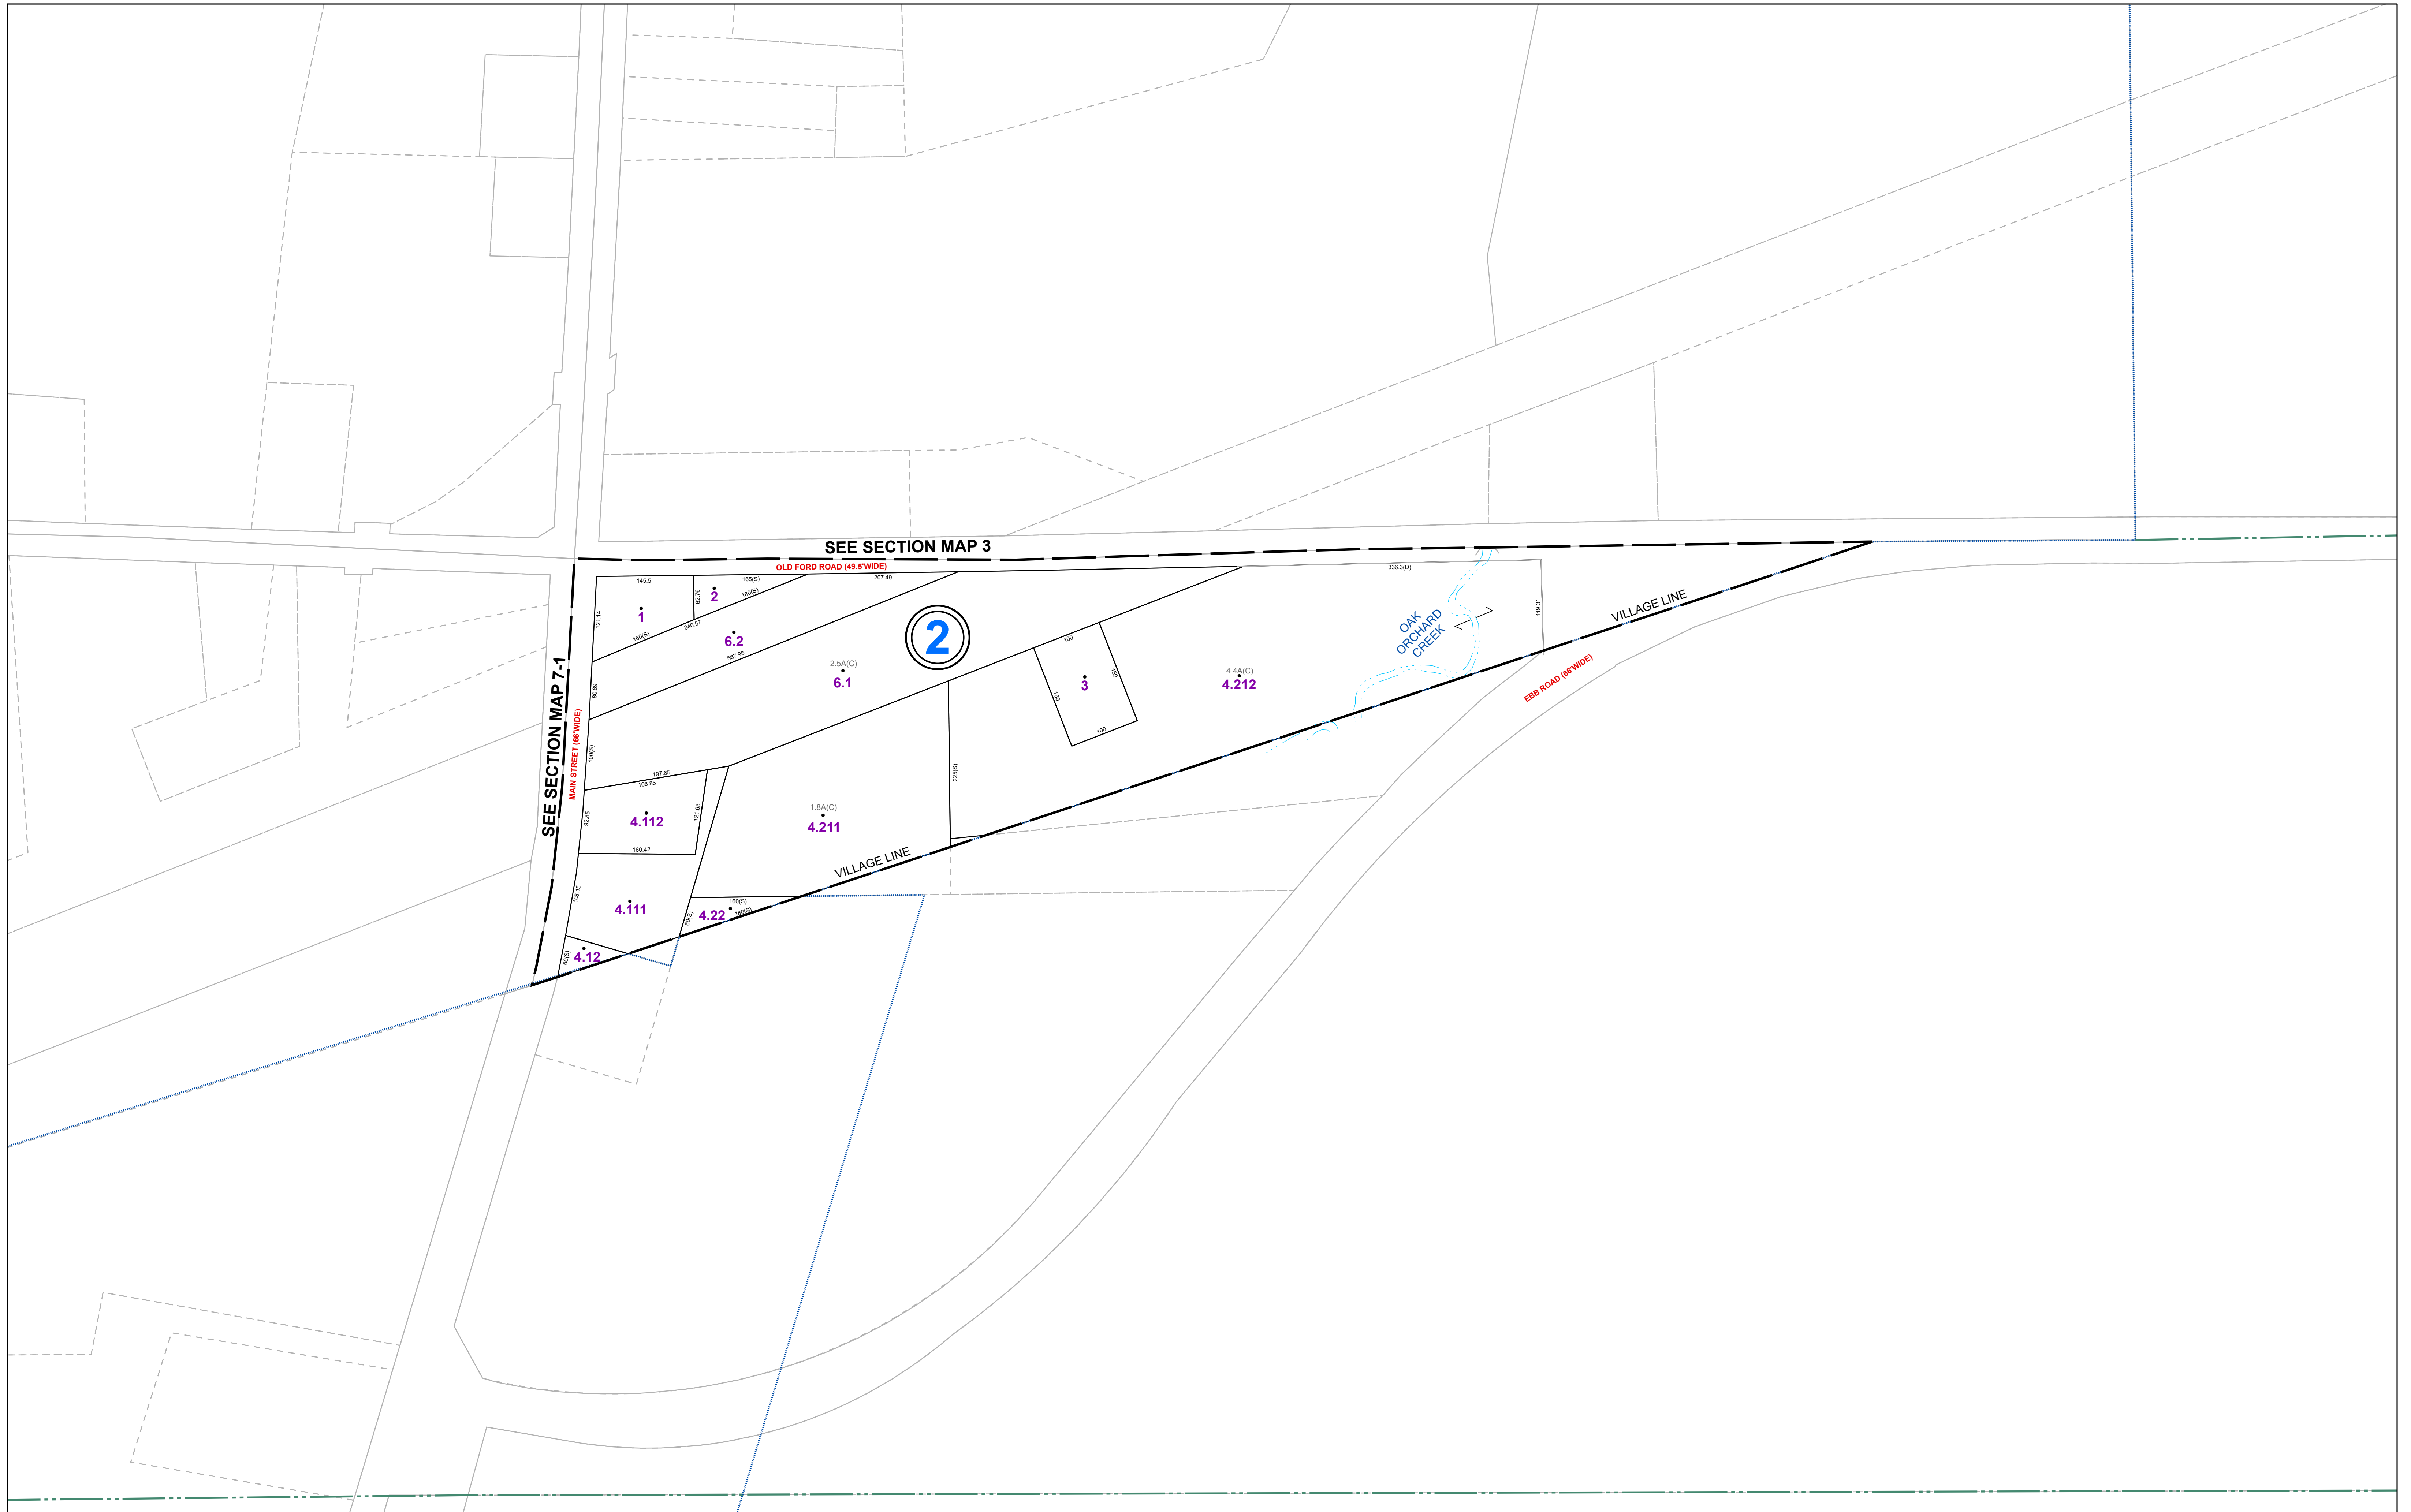 SEE SECTION MAP 3
OLD FORD ROAD (49.5'WIDE)
145.5
165(S)
207.49
336.3(D)
62.76
180(S)
2
1
121.14
160(S)
340.57
6.2
567.98
2
OAK
ORCHARD
CREEK
119.31
VILLAGE LINE
EBB ROAD (66'WIDE)
2.5A(C)
6.1
100
150
3
150
100
4.4A(C)
4.212
80.89
SEE SECTION MAP 7-1
MAIN STREET (66'WIDE)
100(S)
197.65
166.85
225(S)
92.85
4.112
121.63
1.8A(C)
4.211
160.42
VILLAGE LINE
108.15
4.111
160(S)
4.22
180(S)
60(S)
4.12
60(S)